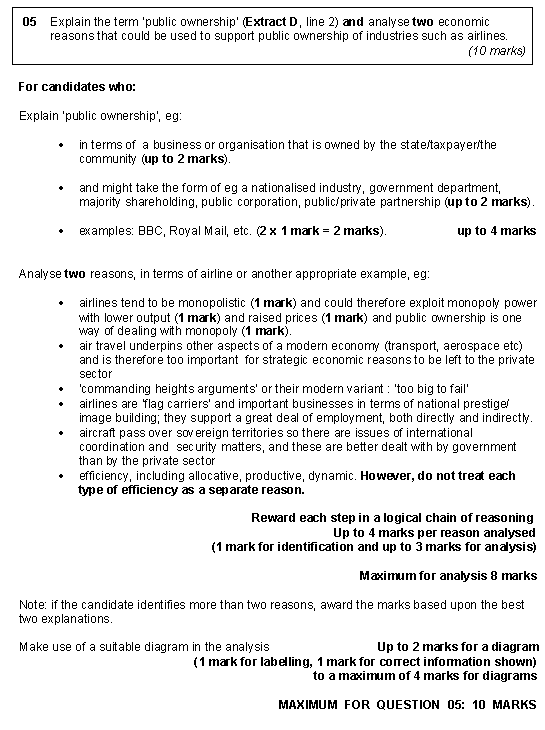 05 Explain the term 'public ownership' (Extract D, line 2) and analyse two economic
reasons that could be used to support public ownership of industries such as airlines.
(10 marks)
For candidates who:
Explain 'public ownership', eg:
• in terms of a business or organisation that is owned by the state/taxpayer/the
community (up to 2 marks).
• and might take the form of eg a nationalised industry, government department,
majority shareholding, public corporation, public/private partnership (up to 2 marks).
• examples: BBC, Royal Mail, etc. (2 x 1 mark = 2 marks). up to 4 marks
Analyse two reasons, in terms of airline or another appropriate example, eg:
• airlines tend to be monopolistic (1 mark) and could therefore exploit monopoly power
with lower output (1 mark) and raised prices (1 mark) and public ownership is one
way of dealing with monopoly (1 mark).
• air travel underpins other aspects of a modern economy (transport, aerospace etc)
and is therefore too important for strategic economic reasons to be left to the private
sector
• 'commanding heights arguments' or their modern variant : 'too big to fail'
• airlines are 'flag carriers' and important businesses in terms of national prestige/
image building; they support a great deal of employment, both directly and indirectly.
• aircraft pass over sovereign territories so there are issues of international
coordination and security matters, and these are better dealt with by government
than by the private sector
• efficiency, including allocative, productive, dynamic. However, do not treat each
type of efficiency as a separate reason.
Reward each step in a logical chain of reasoning
Up to 4 marks per reason analysed
(1 mark for identification and up to 3 marks for analysis)
Maximum for analysis 8 marks
Note: if the candidate identifies more than two reasons, award the marks based upon the best
two explanations.
Make use of a suitable diagram in the analysis Up to 2 marks for a diagram
(1 mark for labelling, 1 mark for correct information shown)
to a maximum of 4 marks for diagrams
MAXIMUM FOR QUESTION 05: 10 MARKS